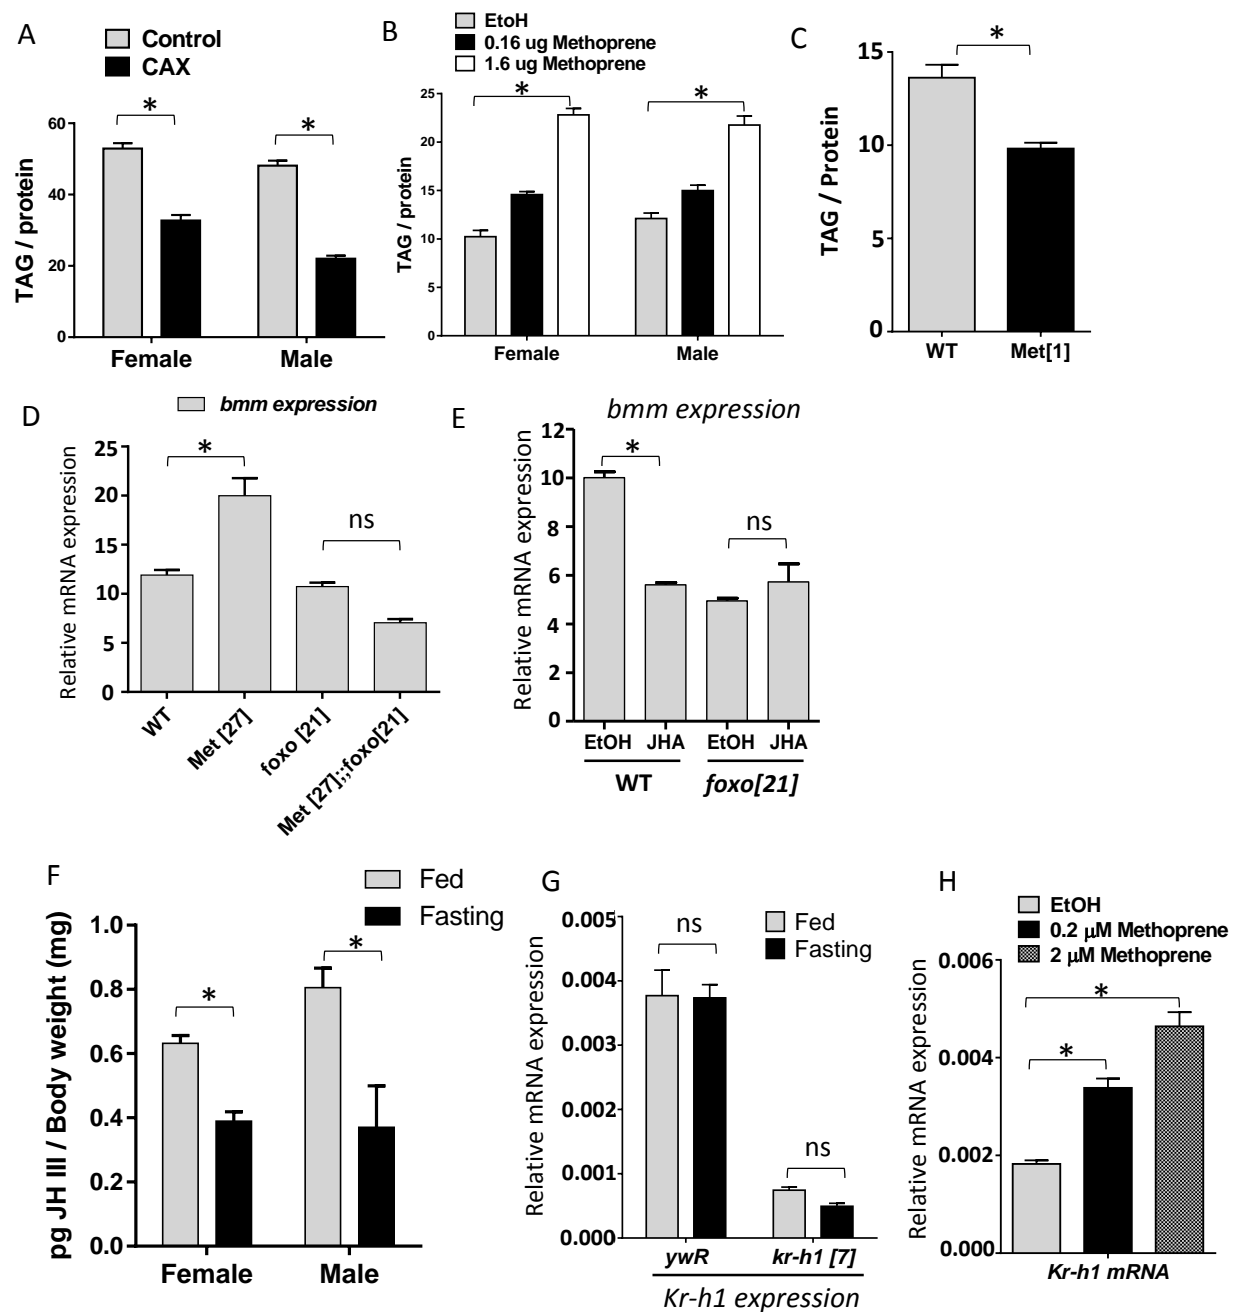 A
Control
CAX
*
*
60
40
20
0
TAG / protein
Female
Male
B
EtoH
0.16 ug Methoprene
1.6 ug Methoprene
*
*
25
20
15
10
5
0
TAG / protein
Female
Male
C
*
15
10
5
0
TAG / Protein
WT
Met[1]
D
bmm expression
*
ns
25
20
15
10
5
0
Relative mRNA expression
WT
Met [27]
foxo [21]
Met [27];;foxo[21]
E
bmm expression
*
ns
12
10
8
6
4
2
0
Relative mRNA expression
EtOH JHA EtOH JHA
WT foxo[21]
F
Fed
Fasting
*
*
1.0
0.8
0.6
0.4
0.2
0.0
pg JH III / Body weight (mg)
Female
Male
G
Fed
Fasting
ns
ns
0.005
0.004
0.003
0.002
0.001
0.000
Relative mRNA expression
ywR
kr-h1 [7]
Kr-h1 expression
H
EtOH
0.2 µM Methoprene
2 µM Methoprene
*
*
0.006
0.004
0.002
0.000
Relative mRNA expression
Kr-h1 mRNA